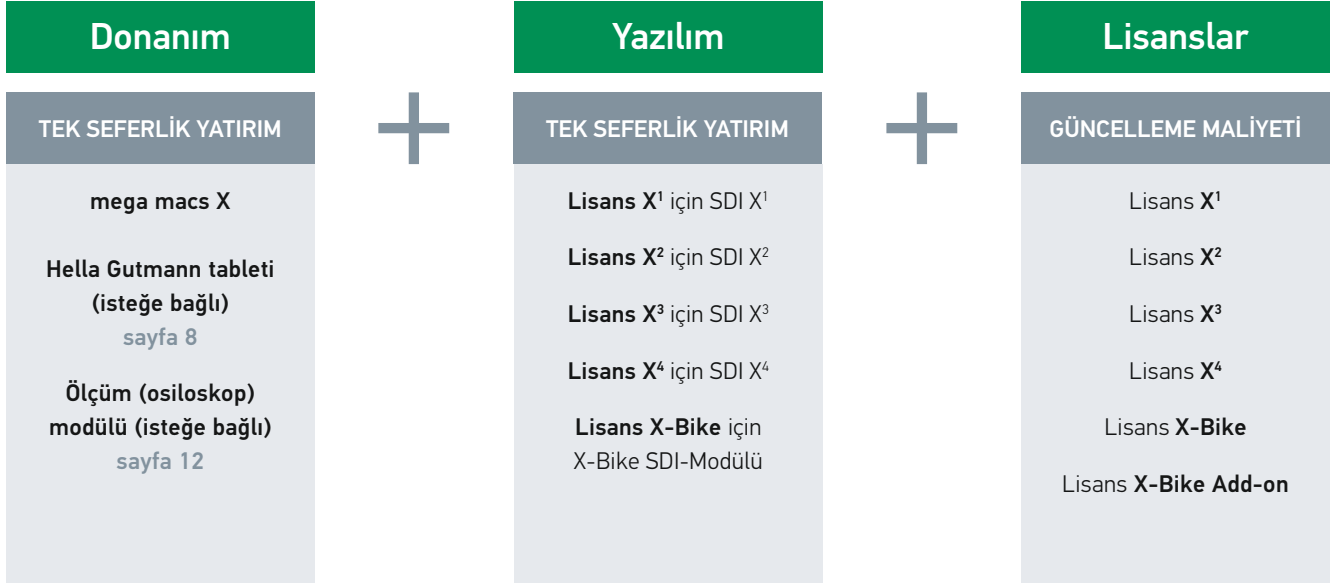 Donanım
TEK SEFERLİK YATIRIM
mega macs X
Hella Gutmann tableti
(isteğe bağlı)
sayfa 8
Ölçüm (osiloskop)
modülü (isteğe bağlı)
sayfa 12
+
Yazılım
TEK SEFERLİK YATIRIM
Lisans X¹ için SDI X¹
Lisans X² için SDI X²
Lisans X³ için SDI X³
Lisans X⁴ için SDI X⁴
Lisans X-Bike için
X-Bike SDI-Modülü
+
Lisanslar
GÜNCELLEME MALİYETİ
Lisans X¹
Lisans X²
Lisans X³
Lisans X⁴
Lisans X-Bike
Lisans X-Bike Add-on